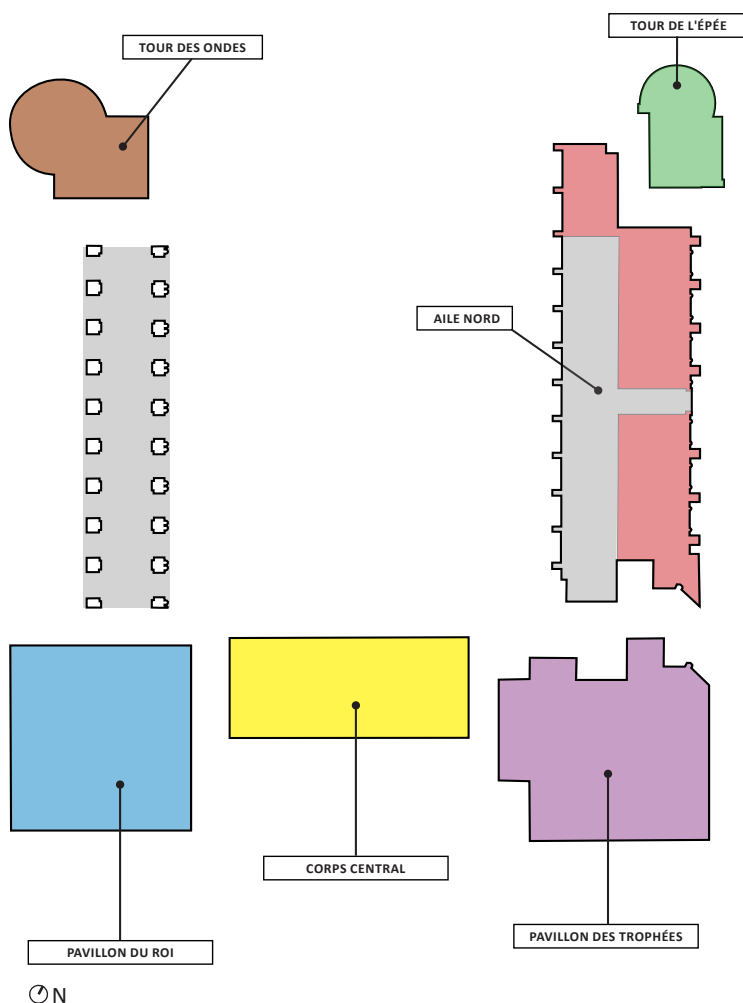 TOUR DE L'ÉPÉE
TOUR DES ONDES
AILE NORD
CORPS CENTRAL
PAVILLON DES TROPHÉES
PAVILLON DU ROI
N